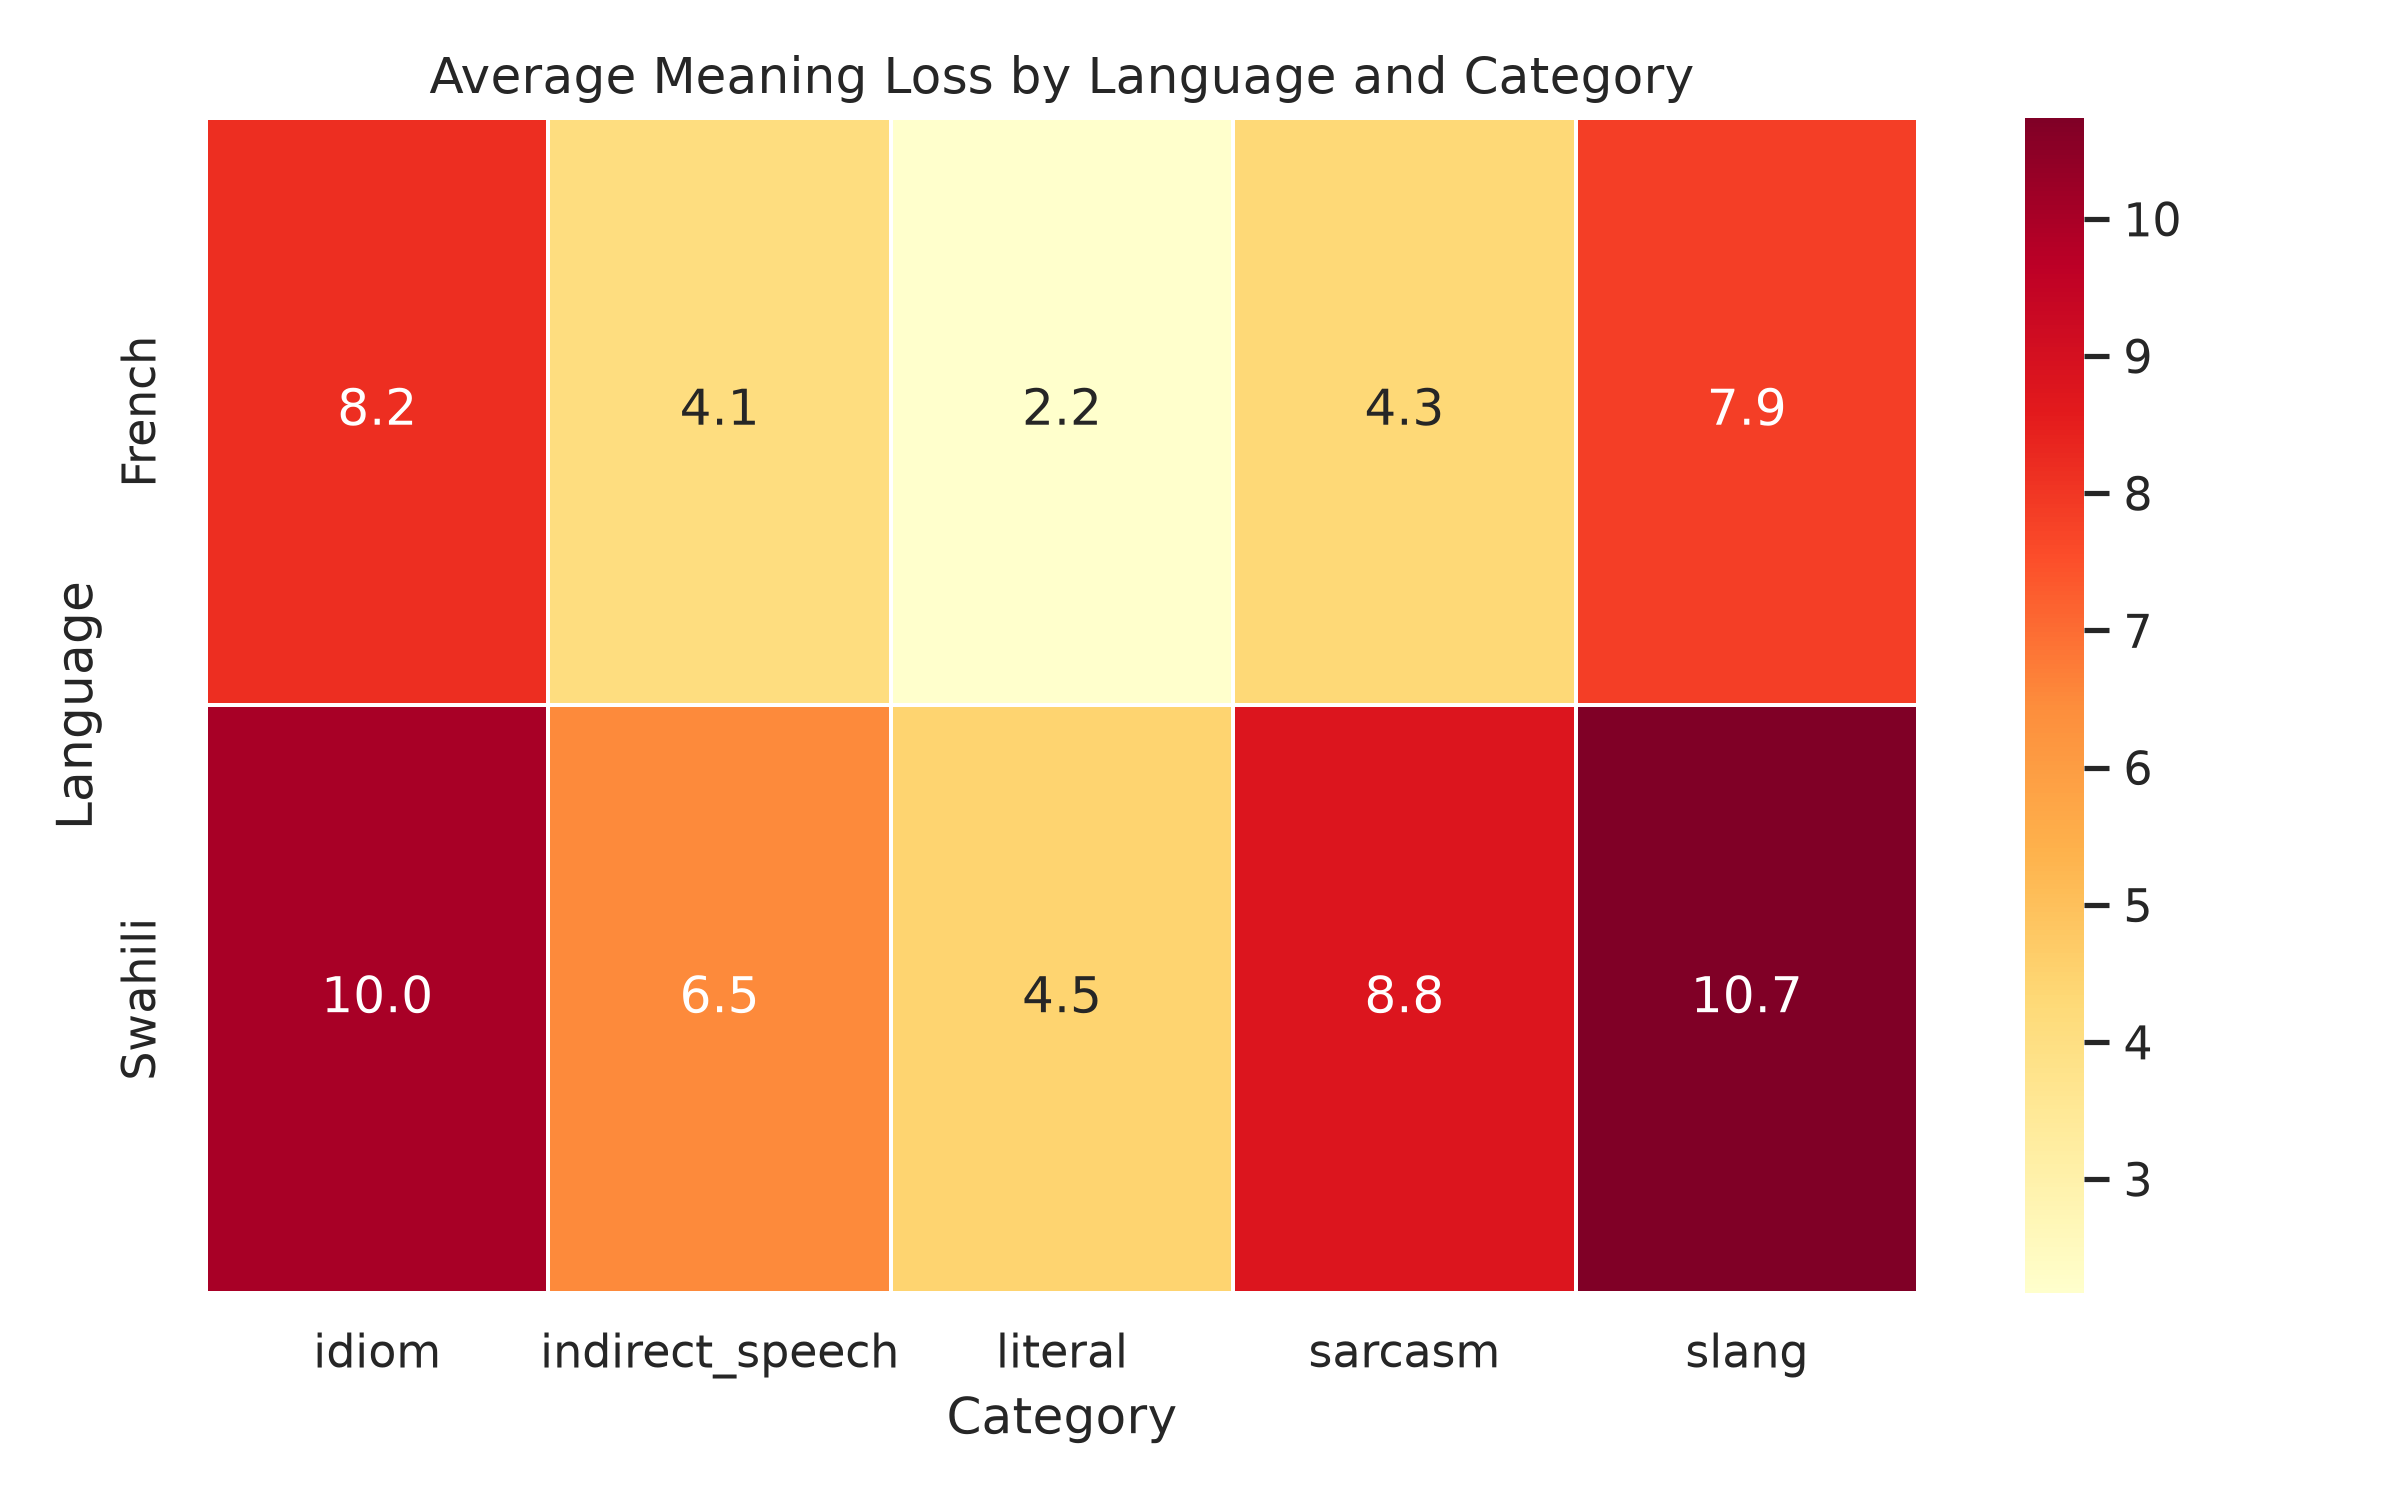 Average Meaning Loss by Language and Category
Language
French
8.2 4.1 2.2 4.3 7.9
Swahili
10.0 6.5 4.5 8.8 10.7
idiom indirect_speech literal sarcasm slang
Category
10
9
8
7
6
5
4
3